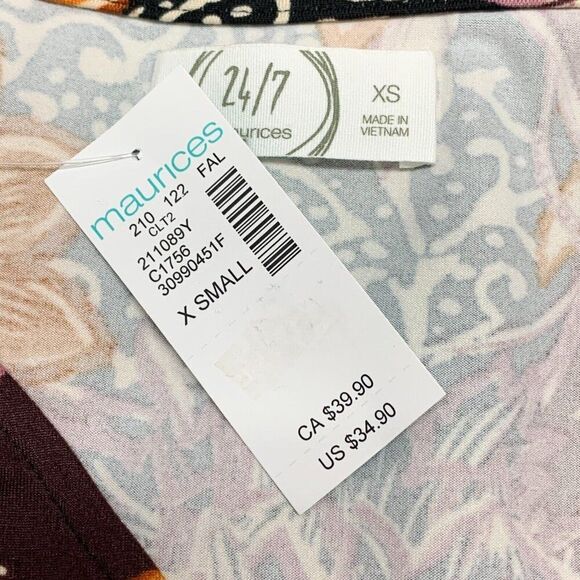 24/7
XS
MADE IN
VIETNAM
maurices
210 122 FAL
CLT2
211089Y
C1756
30990451F
X SMALL
CA $39.90
US $34.90